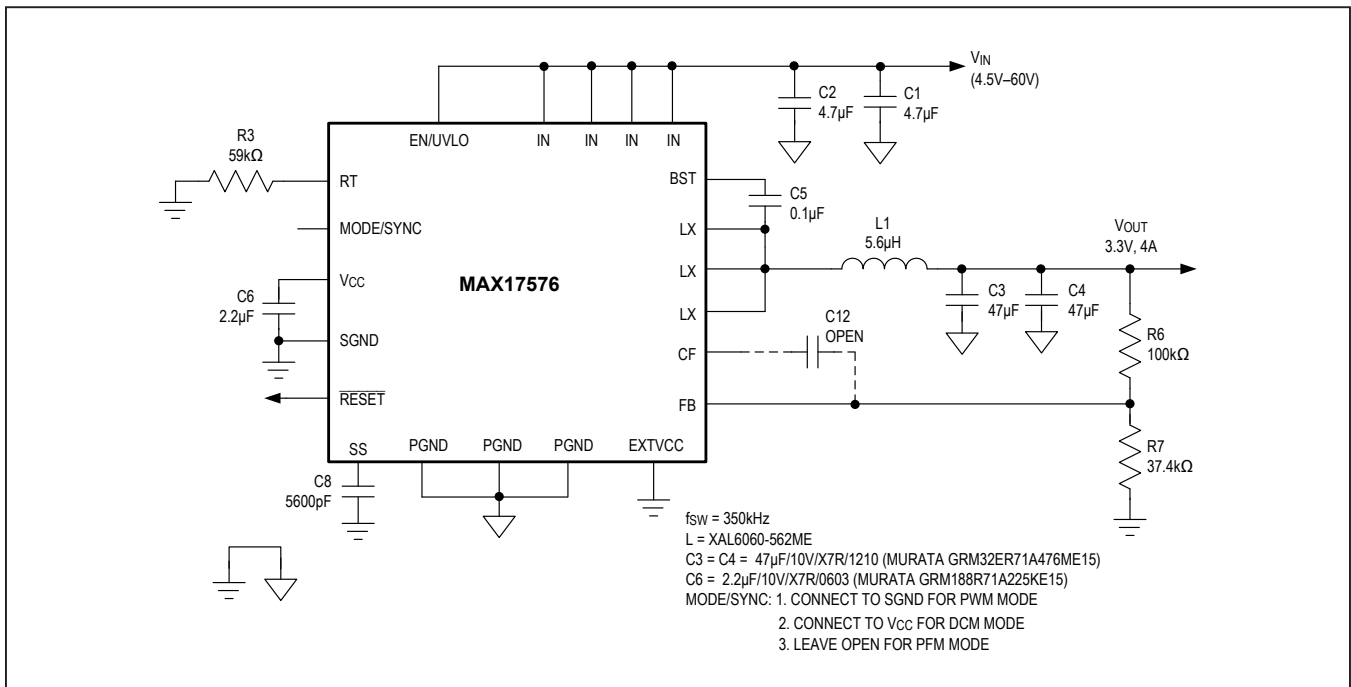 VIN
(4.5V–60V)
C2
4.7µF
C1
4.7µF
R3
59kΩ
EN/UVLO
IN
IN
IN
IN
RT
BST
C5
0.1µF
MODE/SYNC
LX
L1
5.6µH
VOUT
3.3V, 4A
VCC
MAX17576
LX
C6
2.2µF
LX
C3
47µF
C4
47µF
C12
OPEN
R6
100kΩ
SGND
CF
RESET
FB
SS
PGND
PGND
PGND
EXTVCC
R7
37.4kΩ
C8
5600pF
fSW = 350kHz
L = XAL6060-562ME
C3 = C4 = 47µF/10V/X7R/1210 (MURATA GRM32ER71A476ME15)
C6 = 2.2µF/10V/X7R/0603 (MURATA GRM188R71A225KE15)
MODE/SYNC: 1. CONNECT TO SGND FOR PWM MODE
2. CONNECT TO VCC FOR DCM MODE
3. LEAVE OPEN FOR PFM MODE